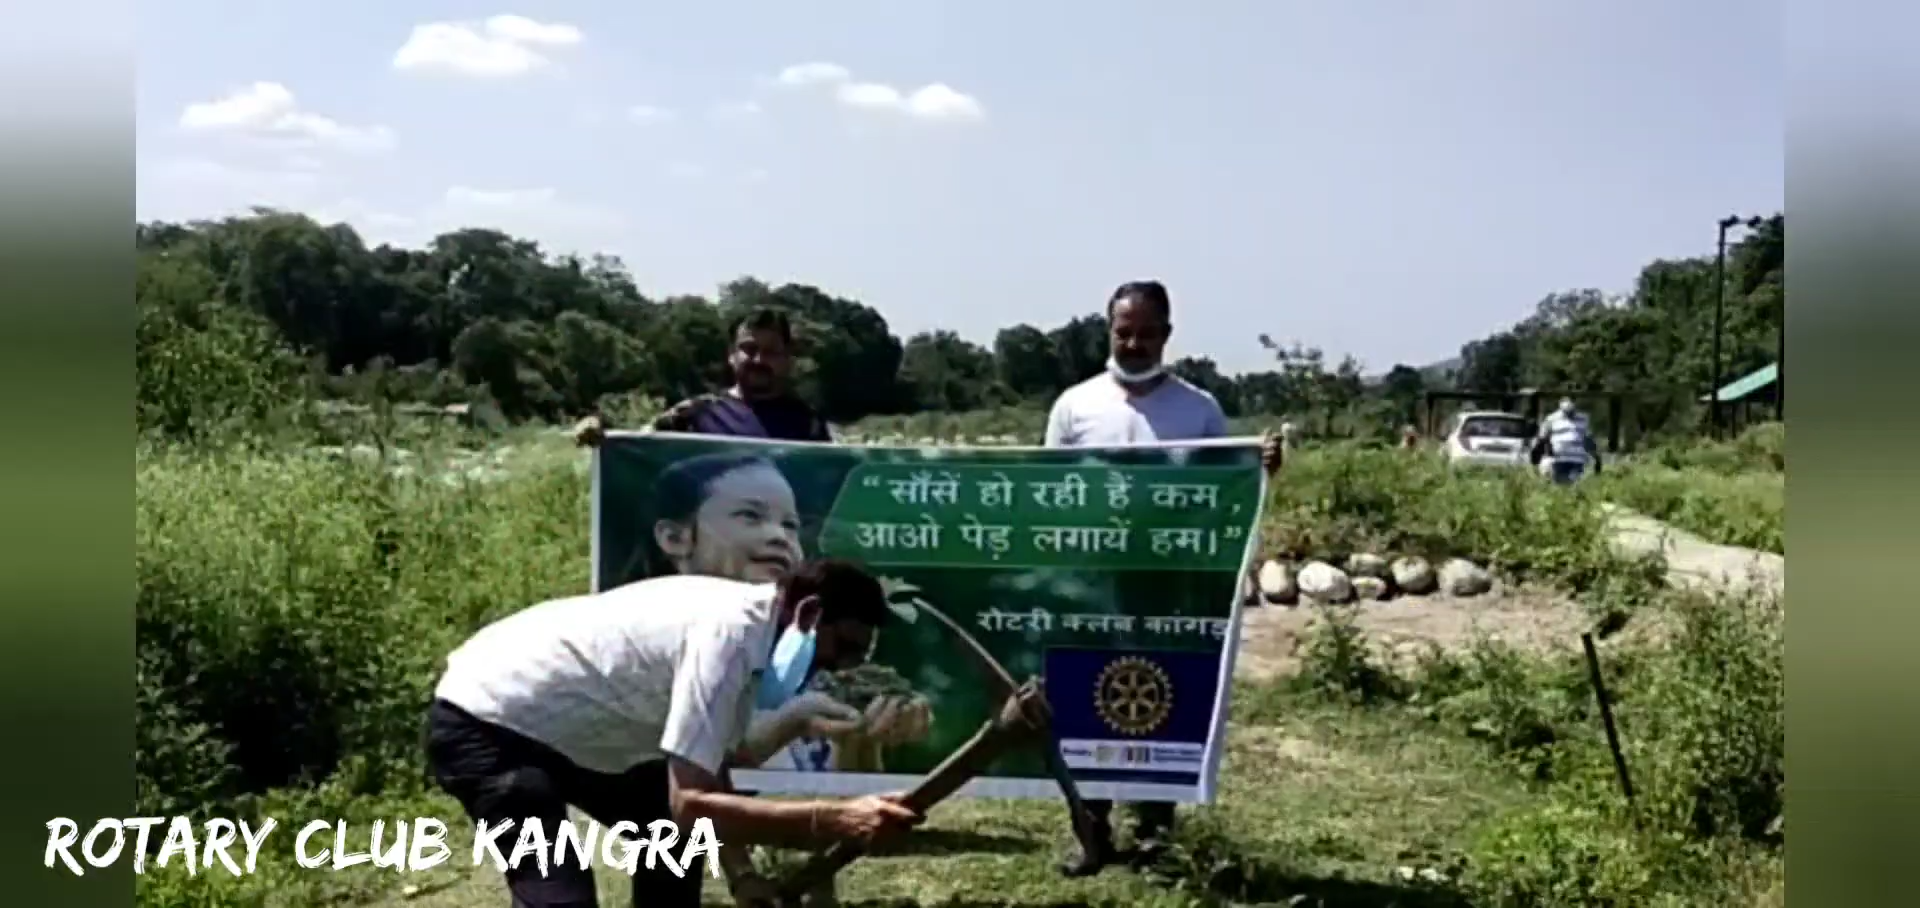 “साँसें हो रही हैं कम,
आओ पेड़ लगायें हम।”
रोटरी क्लब कांगड़
ROTARY CLUB KANGRA